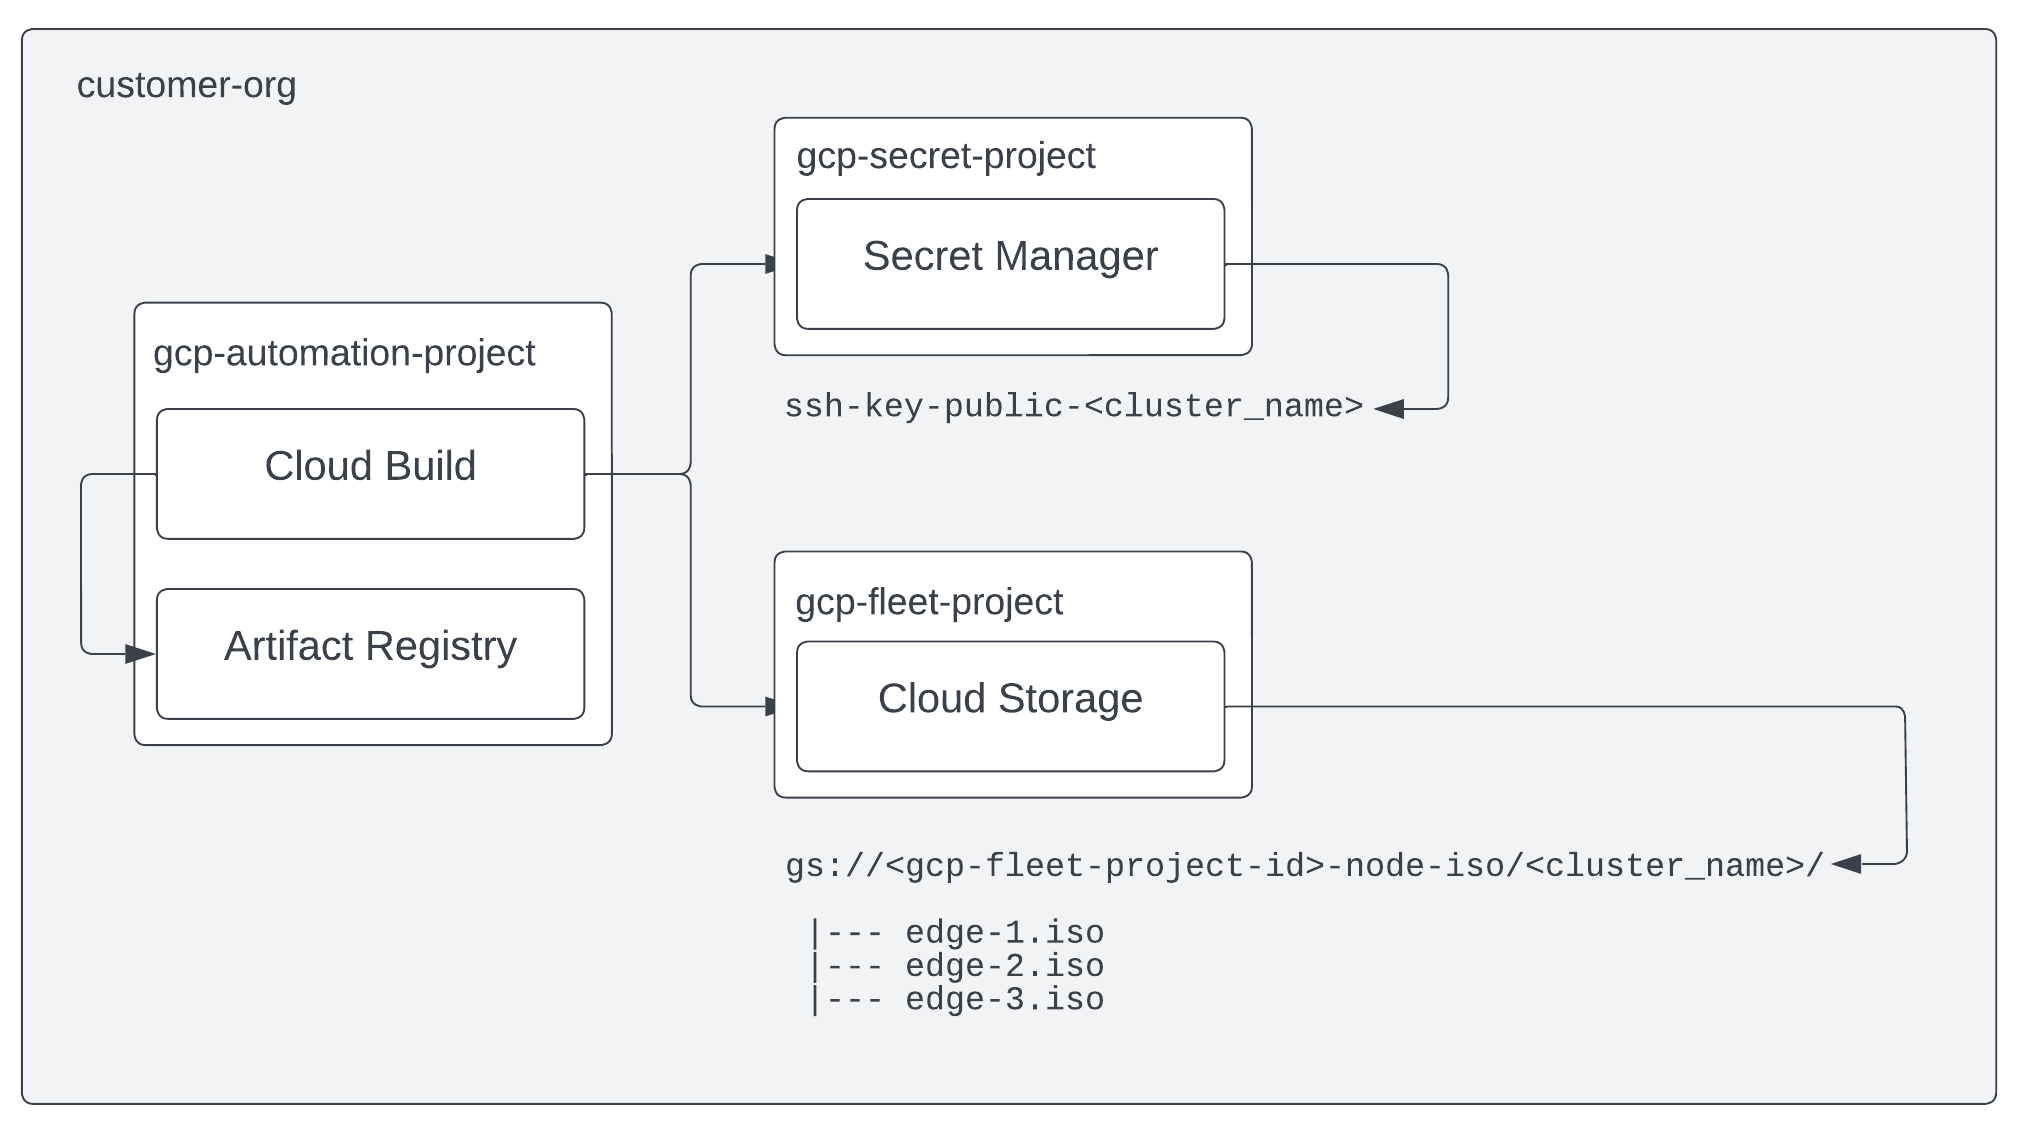 customer-org
gcp-automation-project
Cloud Build
Artifact Registry
gcp-secret-project
Secret Manager
ssh-key-public-<cluster_name>
gcp-fleet-project
Cloud Storage
gs://<gcp-fleet-project-id>-node-iso/<cluster_name>/
|--- edge-1.iso
|--- edge-2.iso
|--- edge-3.iso